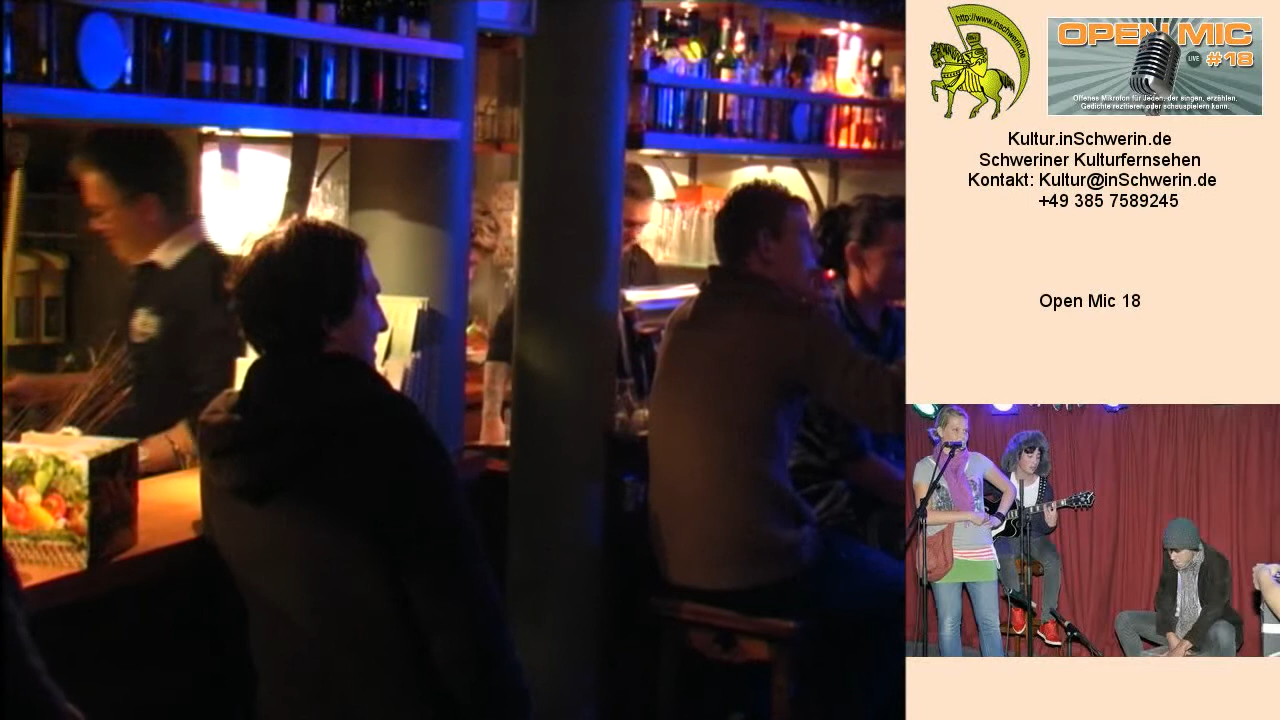 http://www.inschwerin.de
OPEN MIC
LIVE #18
Offenes Mikrofon für Jeden, der singen, erzählen,
Gedichte rezitieren oder schauspielern kann.
Kultur.inSchwerin.de
Schweriner Kulturfernsehen
Kontakt: Kultur@inSchwerin.de
+49 385 7589245
Open Mic 18